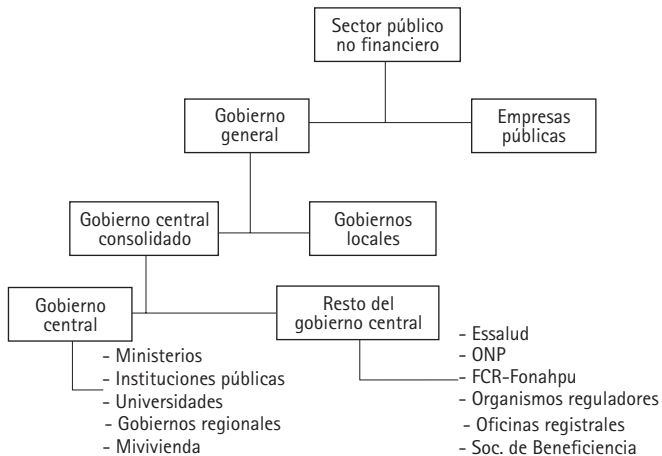 Sector público
no financiero
Gobierno
general
Empresas
públicas
Gobierno central
consolidado
Gobiernos
locales
Gobierno
central
Resto del
gobierno central
- Ministerios
- Instituciones públicas
- Universidades
- Gobiernos regionales
- Mivivienda
- Essalud
- ONP
- FCR-Fonahpu
- Organismos reguladores
- Oficinas registrales
- Soc. de Beneficiencia